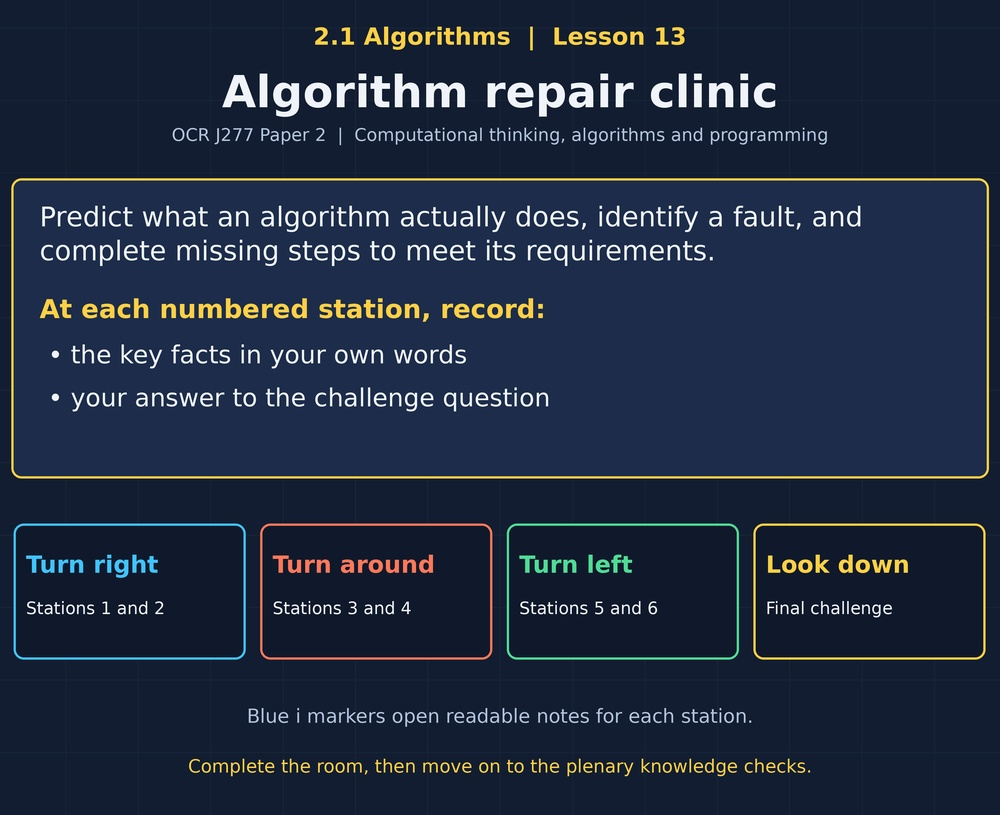 2.1 Algorithms | Lesson 13
Algorithm repair clinic
OCR J277 Paper 2 | Computational thinking, algorithms and programming
Predict what an algorithm actually does, identify a fault, and
complete missing steps to meet its requirements.
At each numbered station, record:
• the key facts in your own words
• your answer to the challenge question
Turn right
Stations 1 and 2
Turn around
Stations 3 and 4
Turn left
Stations 5 and 6
Look down
Final challenge
Blue i markers open readable notes for each station.
Complete the room, then move on to the plenary knowledge checks.